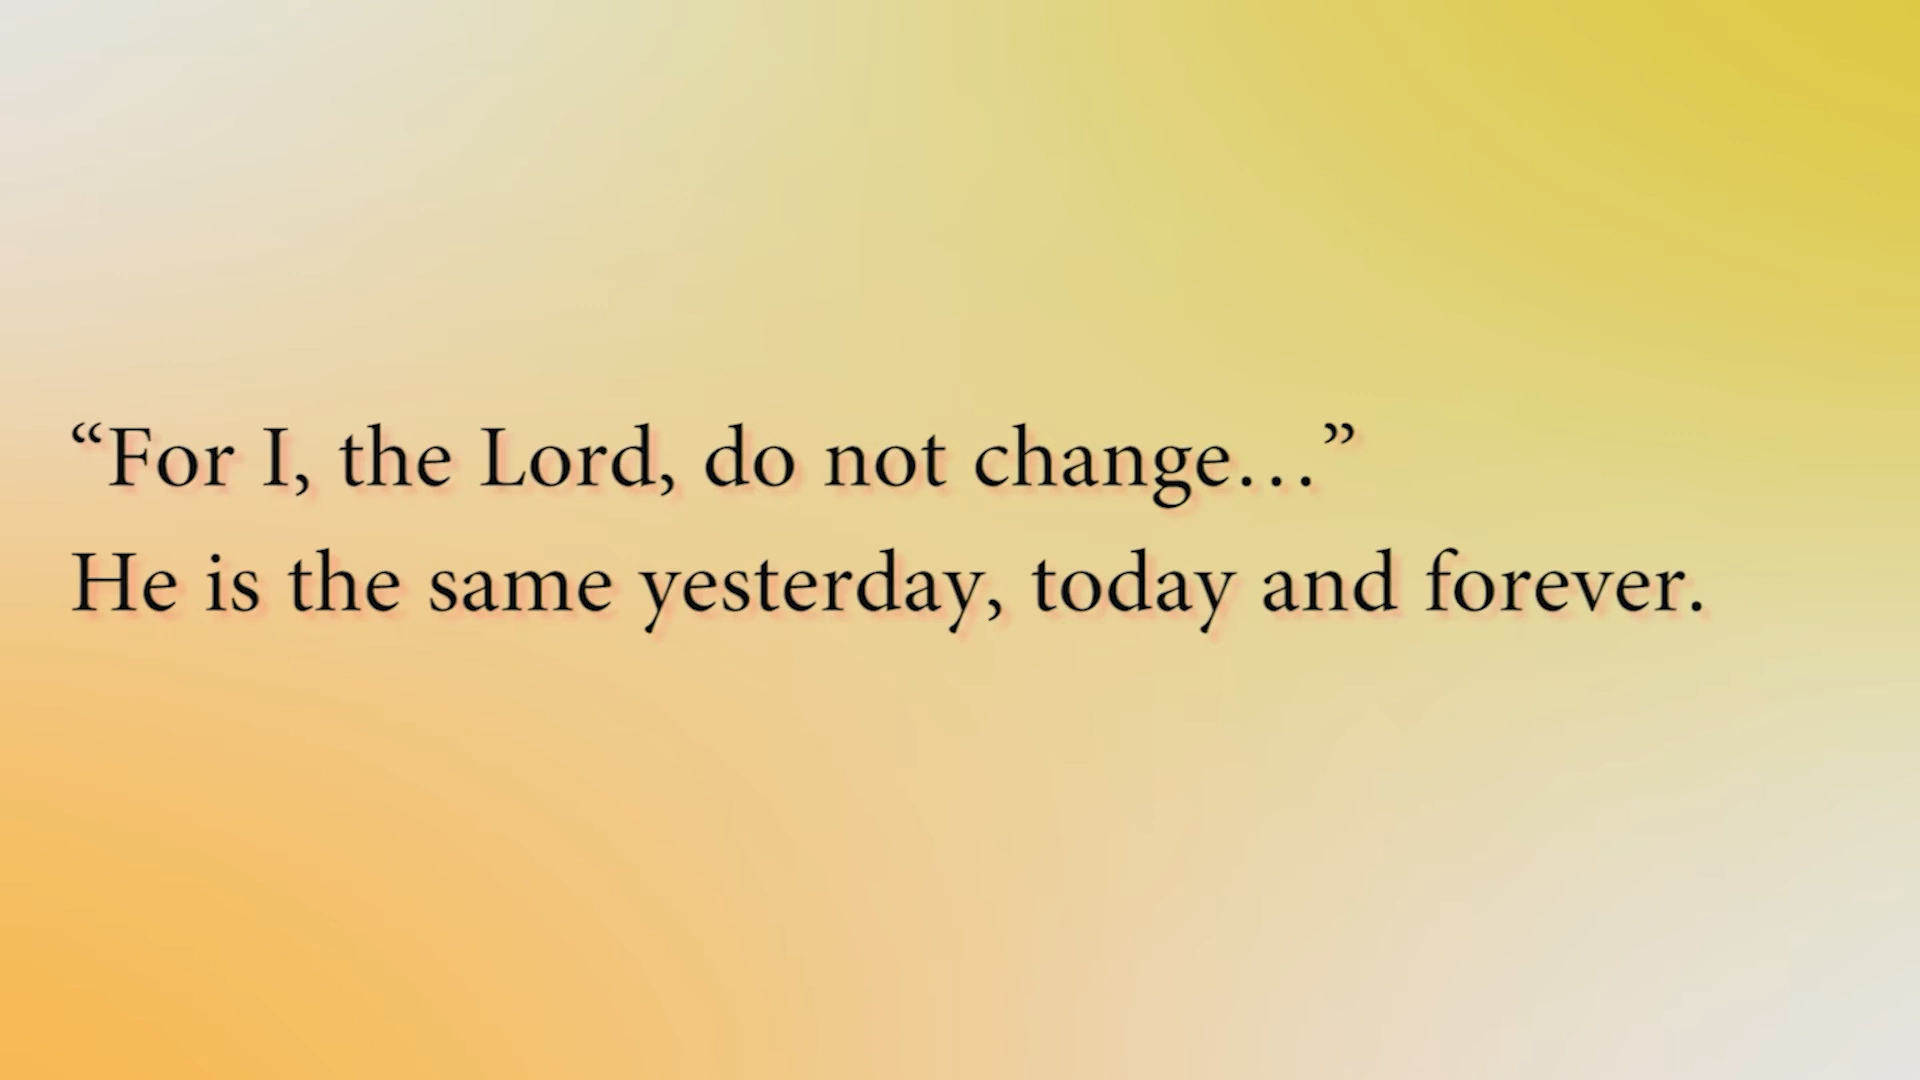 “For I, the Lord, do not change…”
He is the same yesterday, today and forever.